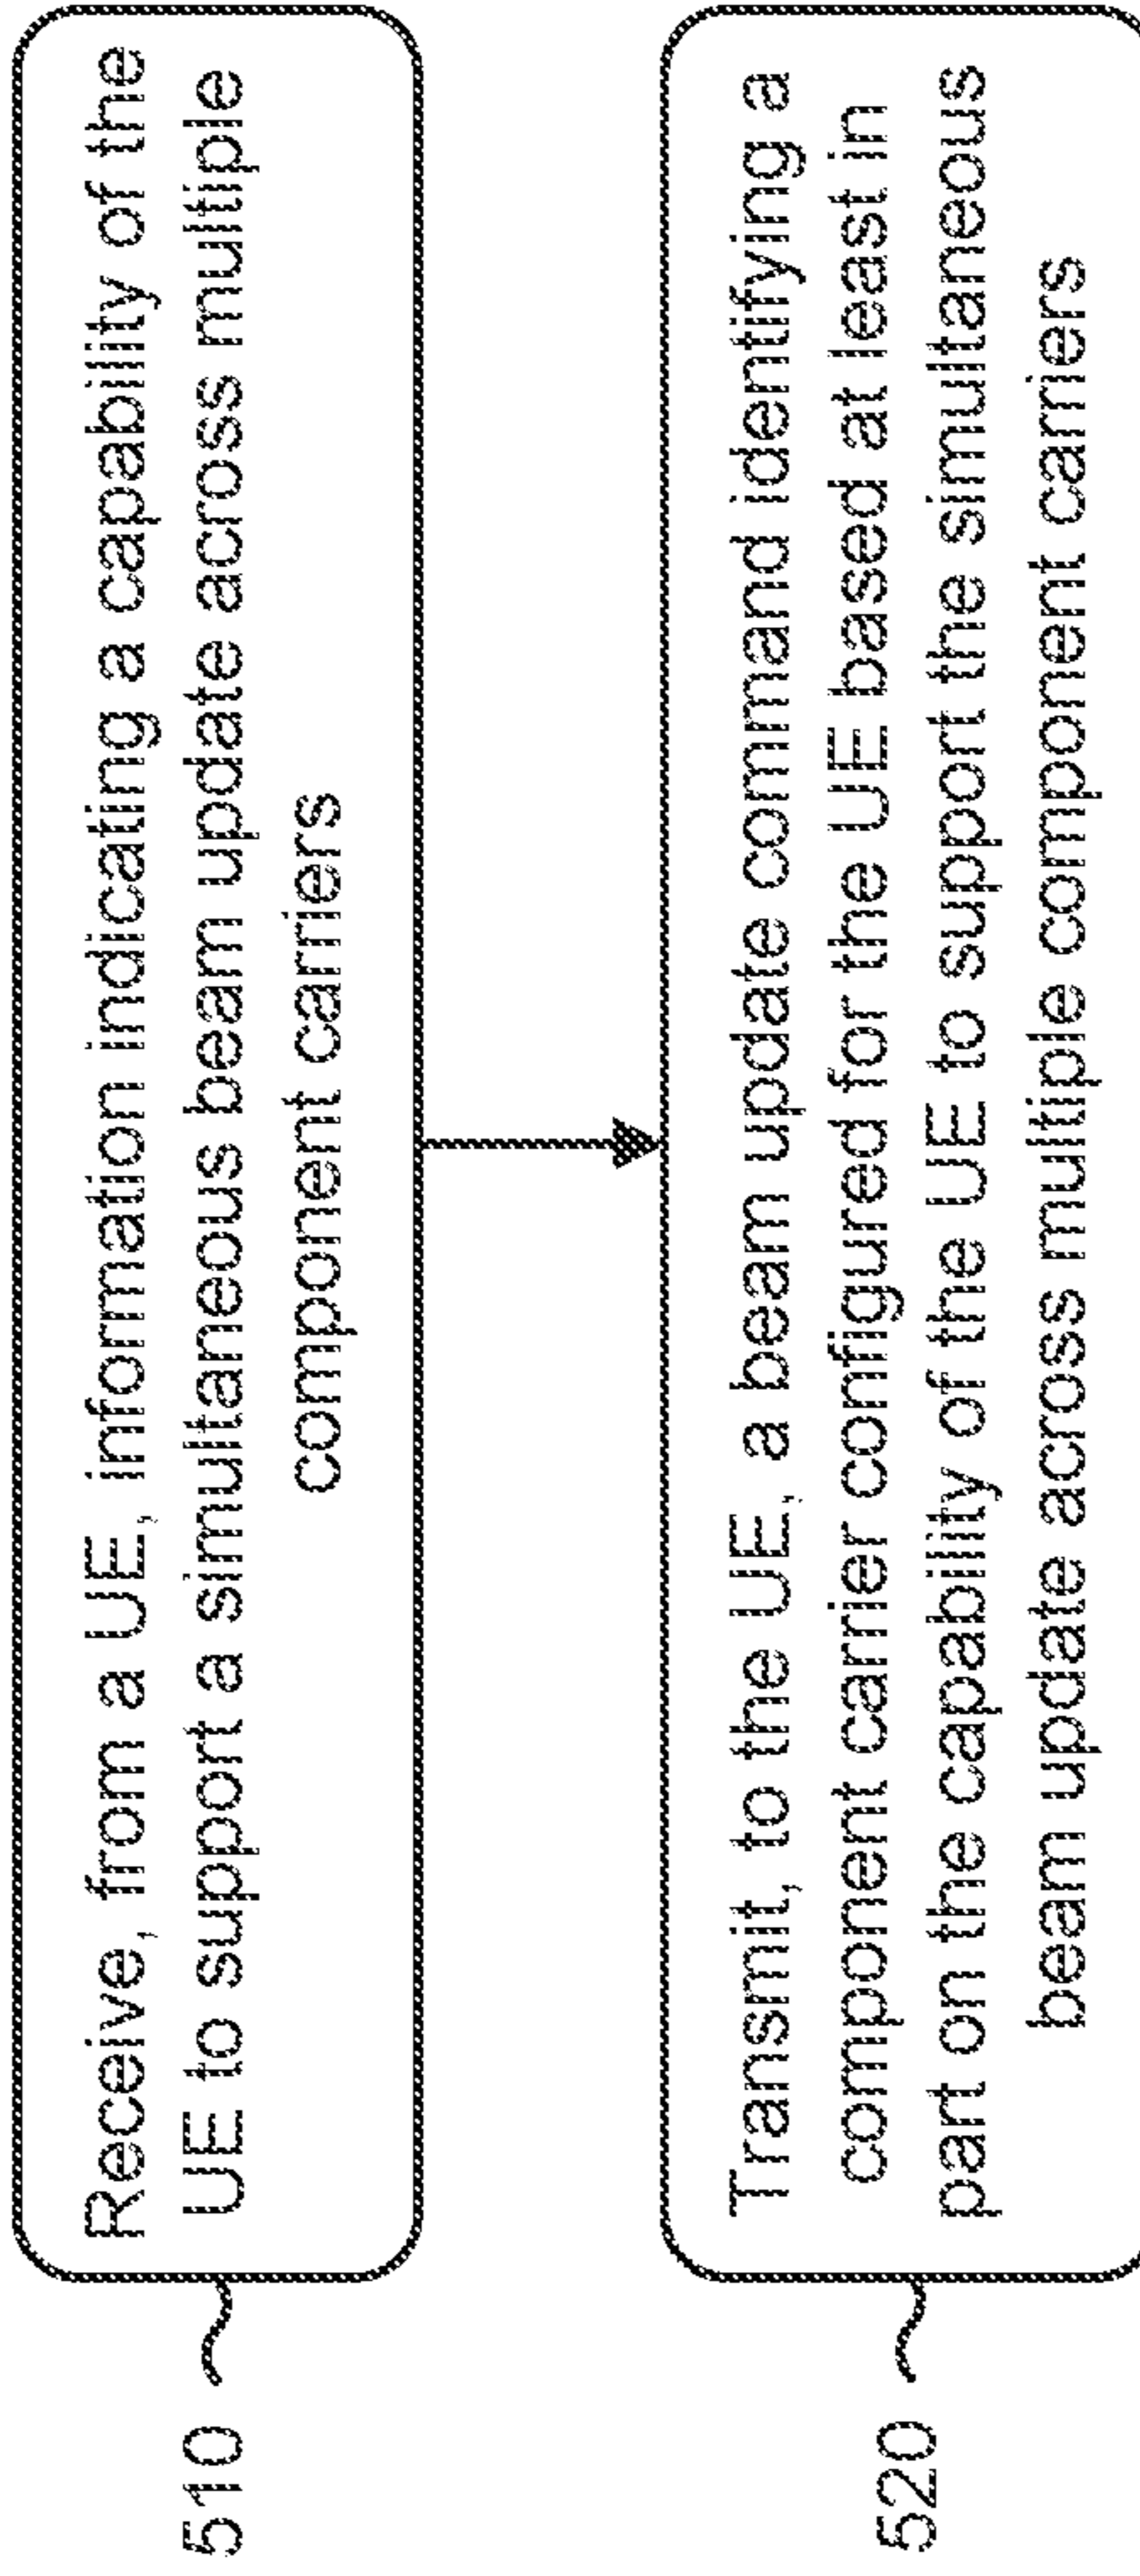 510
Receive, from a UE, information indicating a capability of the
UE to support a simultaneous beam update across multiple
component carriers
520
Transmit, to the UE, a beam update command identifying a
component carrier configured for the UE based at least in
part on the capability of the UE to support the simultaneous
beam update across multiple component carriers